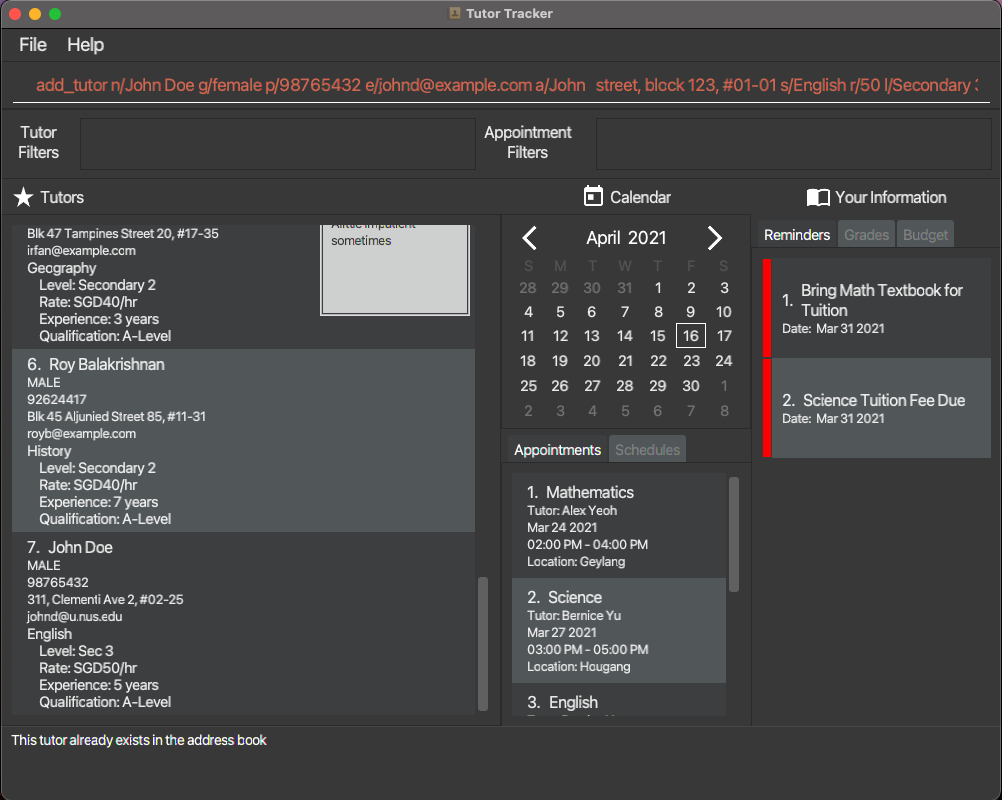 Tutor Tracker
File Help
add_tutor n/John Doe g/female p/98765432 e/johnd@example.com a/John street, block 123, #01-01 s/English r/50 l/Secondary
Tutor
Filters
Appointment
Filters
Tutors
Blk 47 Tampines Street 20, #17-35
irfan@example.com
Geography
Level: Secondary 2
Rate: SGD40/hr
Experience: 3 years
Qualification: A-Level
sometimes
6. Roy Balakrishnan
MALE
92624417
Blk 45 Aljunied Street 85, #11-31
royb@example.com
History
Level: Secondary 2
Rate: SGD40/hr
Experience: 7 years
Qualification: A-Level
7. John Doe
MALE
98765432
311, Clementi Ave 2, #02-25
johnd@u.nus.edu
English
Level: Sec 3
Rate: SGD50/hr
Experience: 5 years
Qualification: A-Level
Calendar
April 2021
S M T W T F S
28 29 30 31 1 2 3
4 5 6 7 8 9 10
11 12 13 14 15 16 17
18 19 20 21 22 23 24
25 26 27 28 29 30 1
2 3 4 5 6 7 8
Appointments Schedules
1. Mathematics
Tutor: Alex Yeoh
Mar 24 2021
02:00 PM - 04:00 PM
Location: Geylang
2. Science
Tutor: Bernice Yu
Mar 27 2021
03:00 PM - 05:00 PM
Location: Hougang
3. English
Your Information
Reminders Grades Budget
1. Bring Math Textbook for
Tuition
Date: Mar 31 2021
2. Science Tuition Fee Due
Date: Mar 31 2021
This tutor already exists in the address book